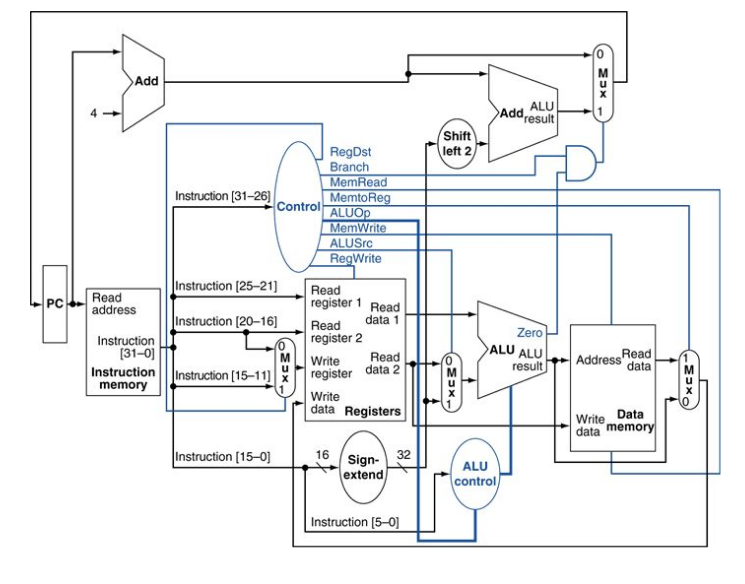 Add
4
Add
ALU
result
0
Mux
1
Shift
left 2
RegDst
Branch
MemRead
MemtoReg
ALUOp
MemWrite
ALUSrc
RegWrite
Control
Instruction [31–26]
Instruction [25–21]
Instruction [20–16]
Instruction [15–11]
Instruction [15–0]
Instruction [5–0]
PC
Read
address
Instruction
[31–0]
Instruction
memory
0
Mux
1
Read
register 1
Read
register 2
Write
register
Write
data
Read
data 1
Read
data 2
Registers
0
Mux
1
Zero
ALU
ALU
result
Address
Read
data
Write
data
Data
memory
1
Mux
0
16
Sign-
extend
32
ALU
control